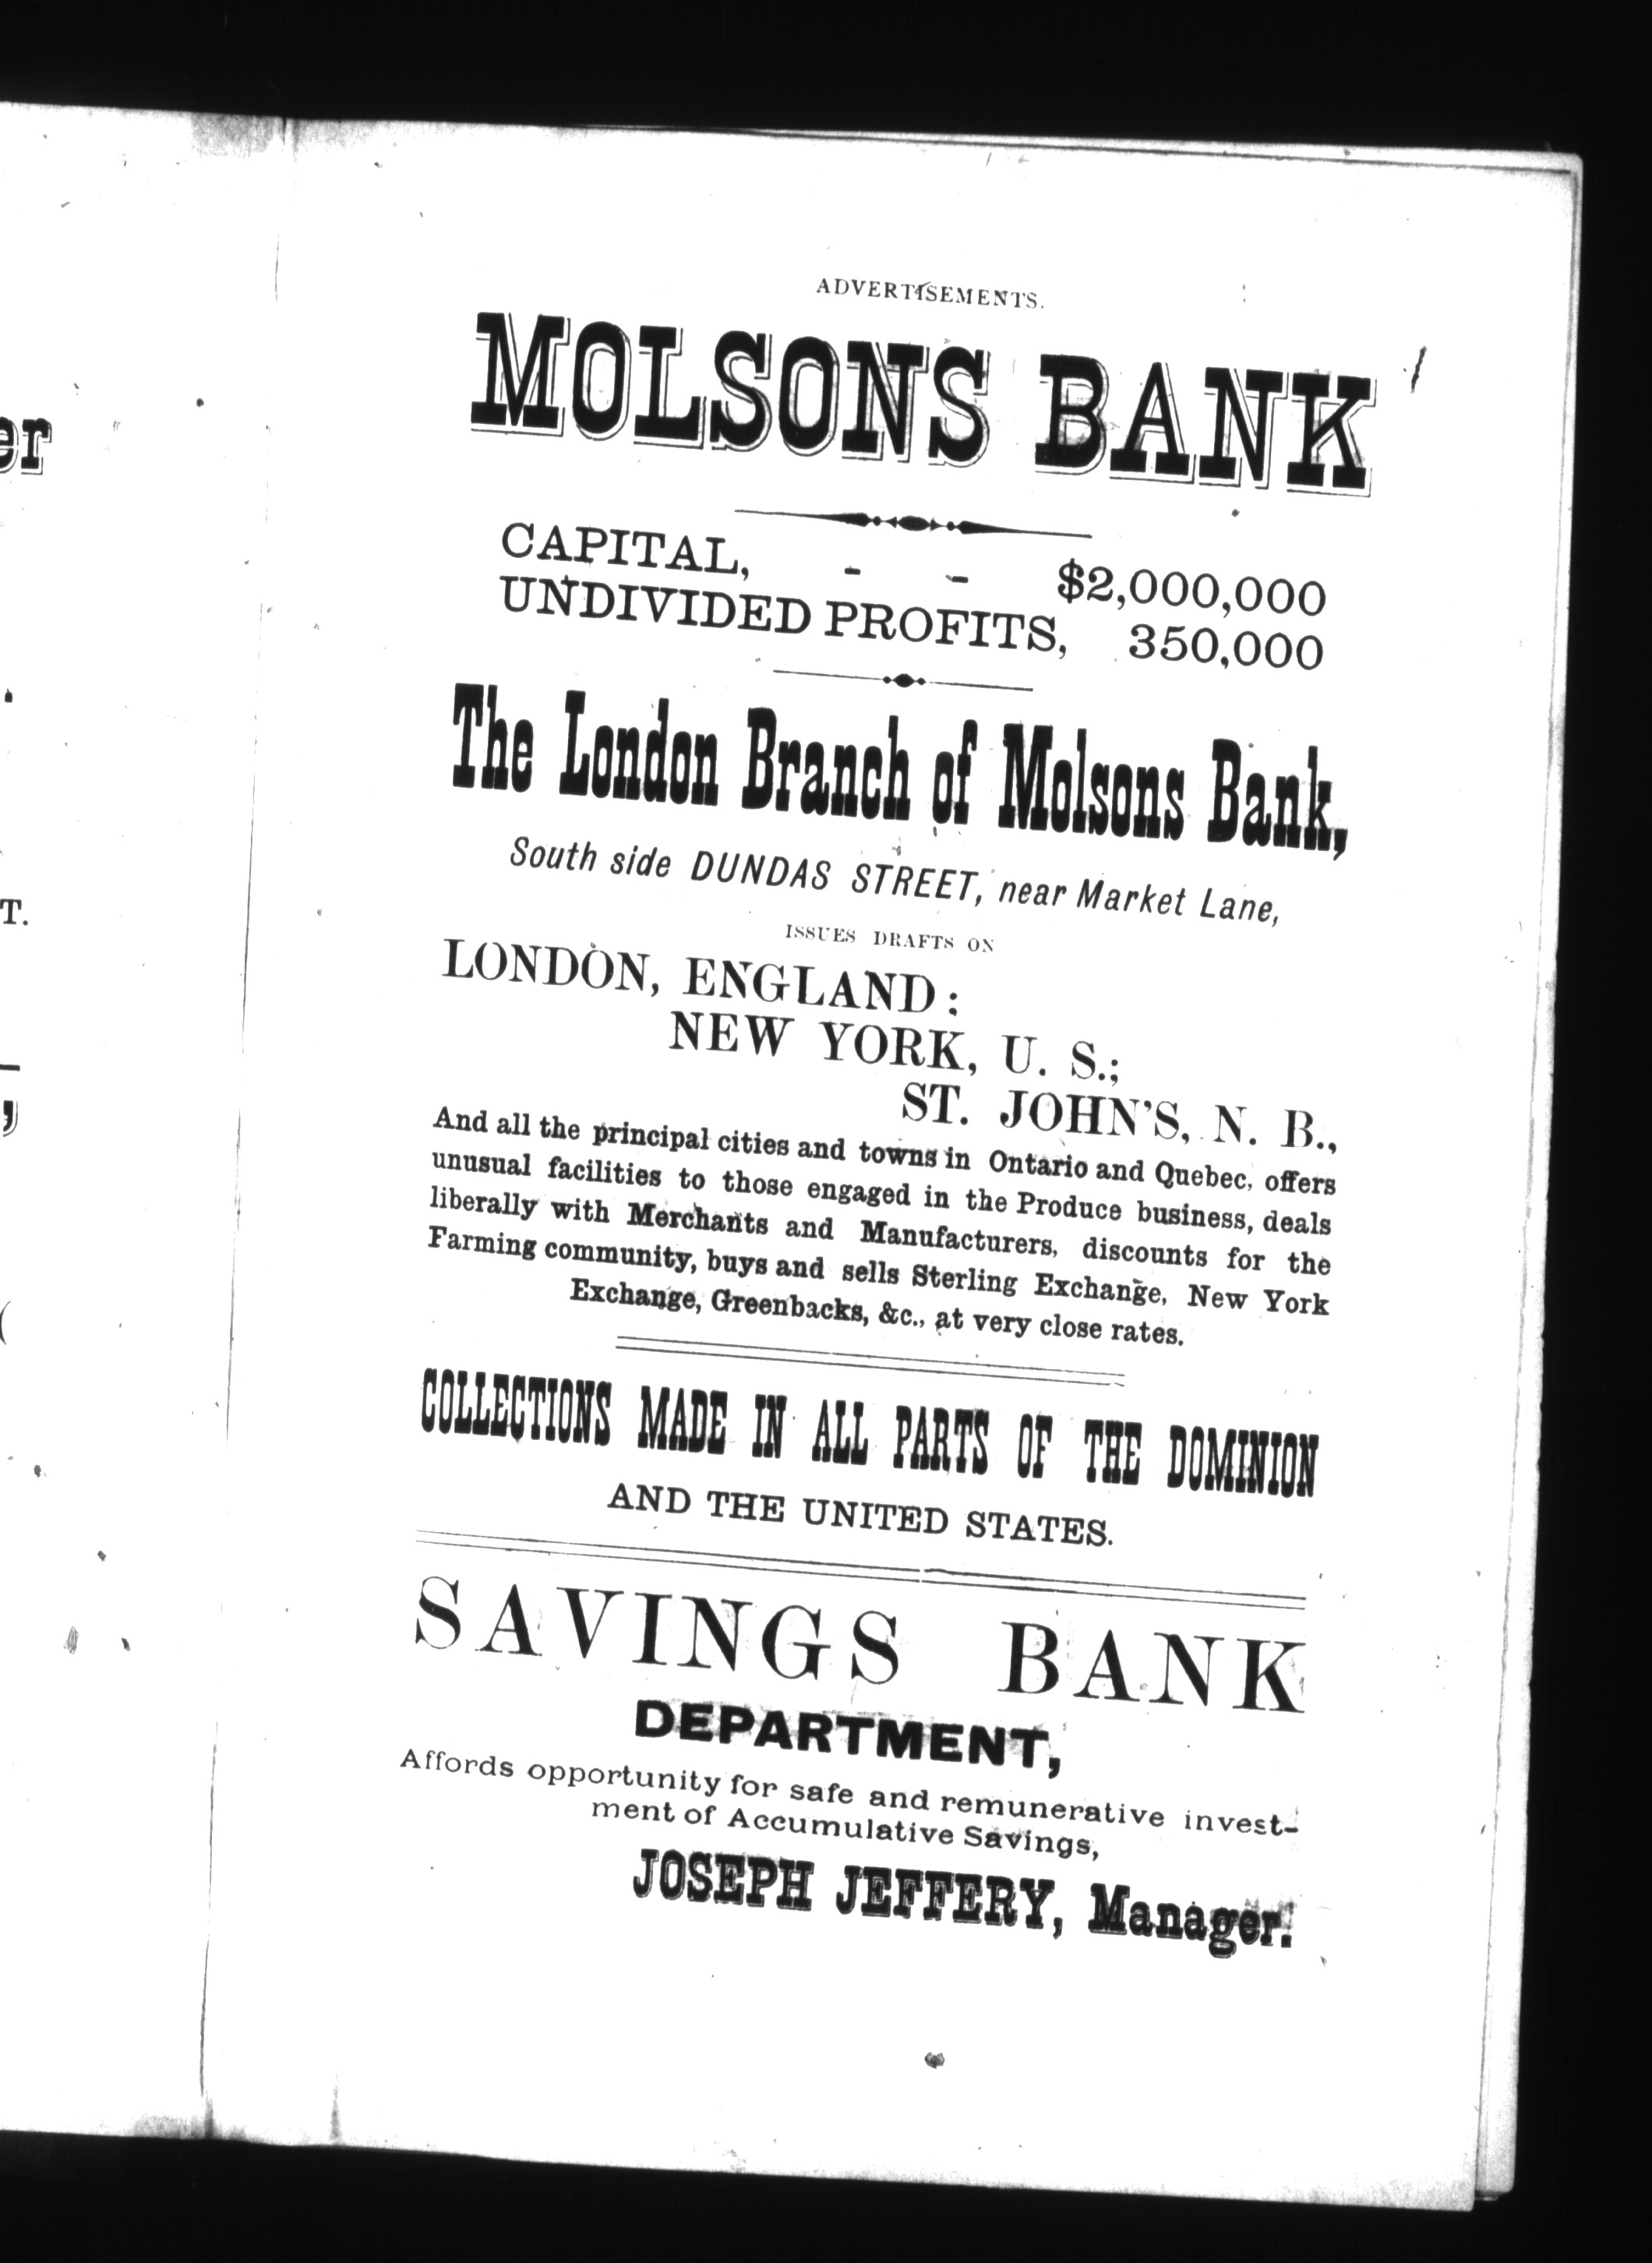 ADVERTISEMENTS.
MOLSONS BANK
CAPITAL, - - $2,000,000
UNDIVIDED PROFITS, 350,000
The London Branch of Molsons Bank,
South side DUNDAS STREET, near Market Lane,
ISSUES DRAFTS ON
LONDON, ENGLAND;
NEW YORK, U. S.;
ST. JOHN'S, N. B.,
And all the principal cities and towns in Ontario and Quebec, offers
unusual facilities to those engaged in the Produce business, deals
liberally with Merchants and Manufacturers, discounts for the
Farming community, buys and sells Sterling Exchange, New York
Exchange, Greenbacks, &c., at very close rates.
COLLECTIONS MADE IN ALL PARTS OF THE DOMINION
AND THE UNITED STATES.
SAVINGS BANK
DEPARTMENT,
Affords opportunity for safe and remunerative invest-
ment of Accumulative Savings,
JOSEPH JEFFERY, Manager.